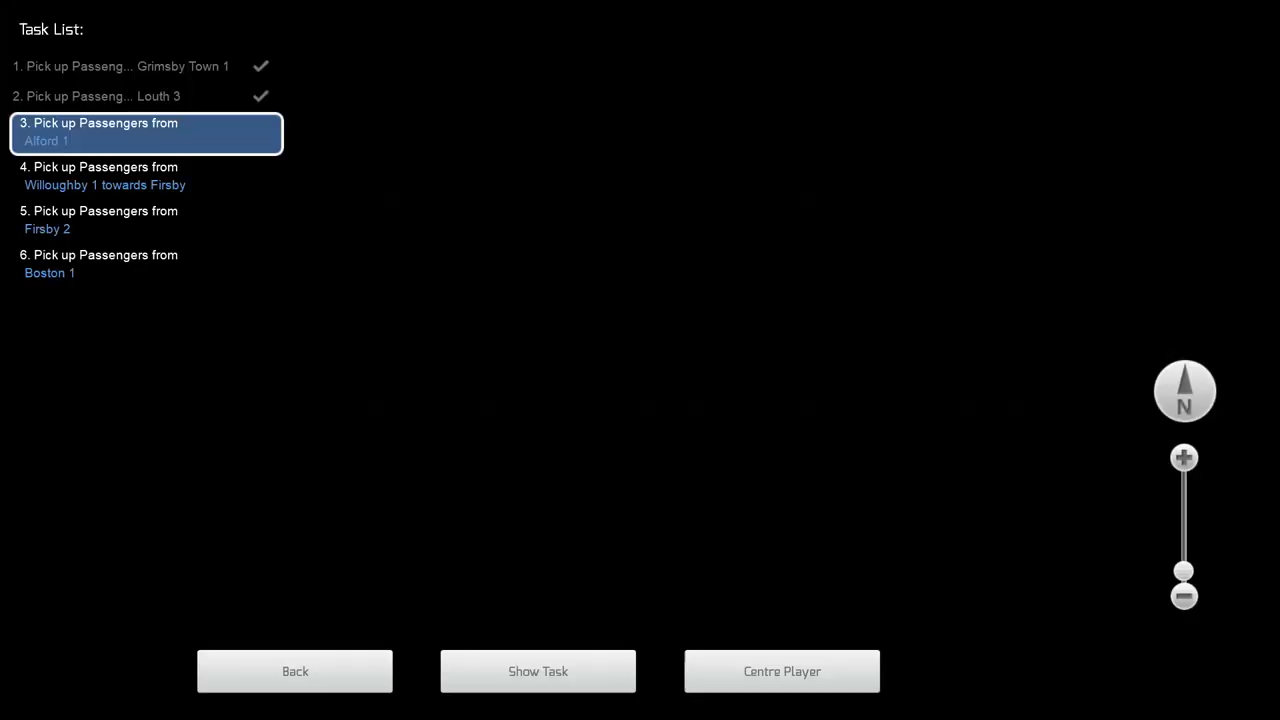 Task List:
1. Pick up Passeng... Grimsby Town 1
2. Pick up Passeng... Louth 3
3. Pick up Passengers from
Alford 1
4. Pick up Passengers from
Willoughby 1 towards Firsby
5. Pick up Passengers from
Firsby 2
6. Pick up Passengers from
Boston 1
N
Back
Show Task
Centre Player